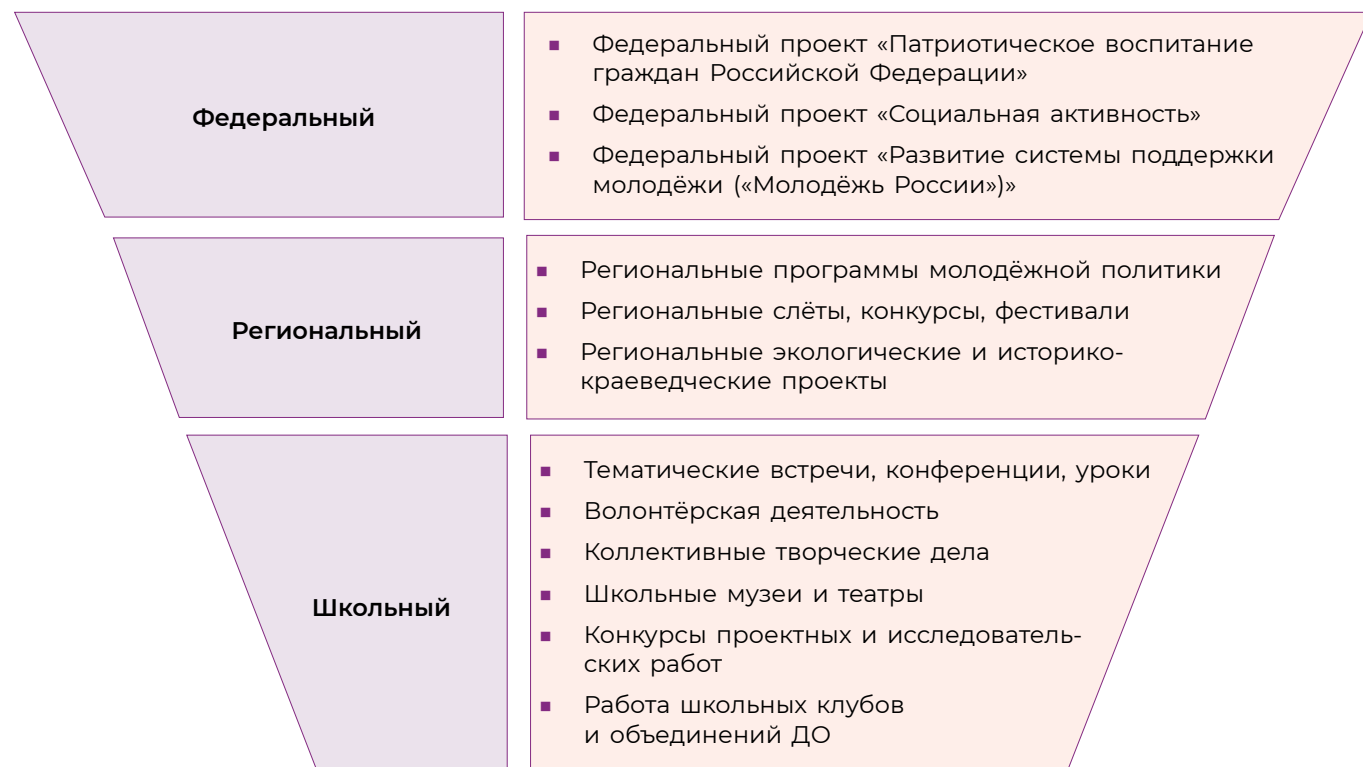 Федеральный
▪ Федеральный проект «Патриотическое воспитание
граждан Российской Федерации»
▪ Федеральный проект «Социальная активность»
▪ Федеральный проект «Развитие системы поддержки
молодёжи («Молодёжь России»)»
Региональный
▪ Региональные программы молодёжной политики
▪ Региональные слёты, конкурсы, фестивали
▪ Региональные экологические и историко-
краеведческие проекты
Школьный
▪ Тематические встречи, конференции, уроки
▪ Волонтёрская деятельность
▪ Коллективные творческие дела
▪ Школьные музеи и театры
▪ Конкурсы проектных и исследователь-
ских работ
▪ Работа школьных клубов
и объединений ДО